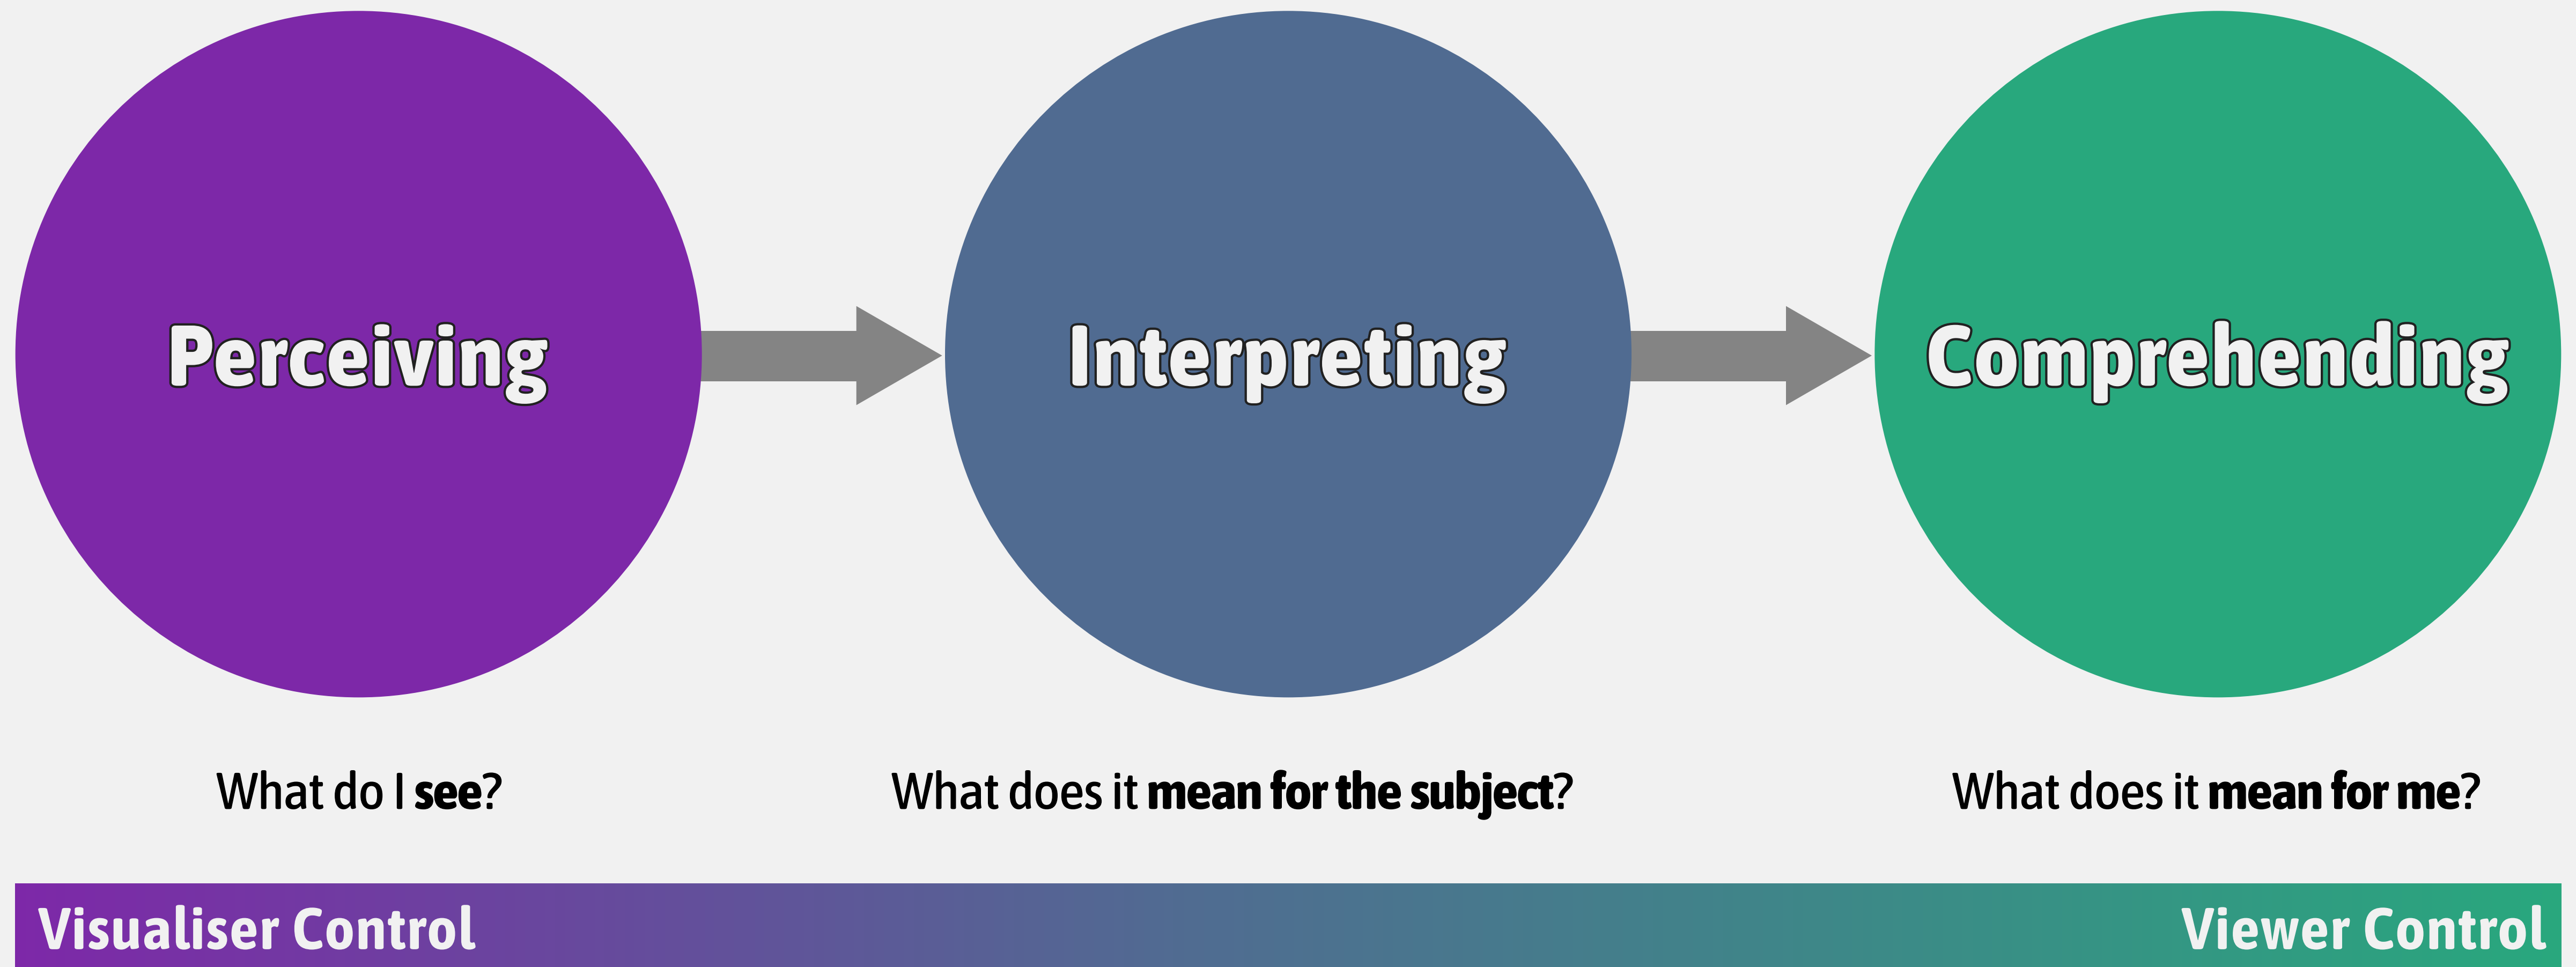 Perceiving
Interpreting
Comprehending
What do I see?
What does it mean for the subject?
What does it mean for me?
Visualiser Control
Viewer Control